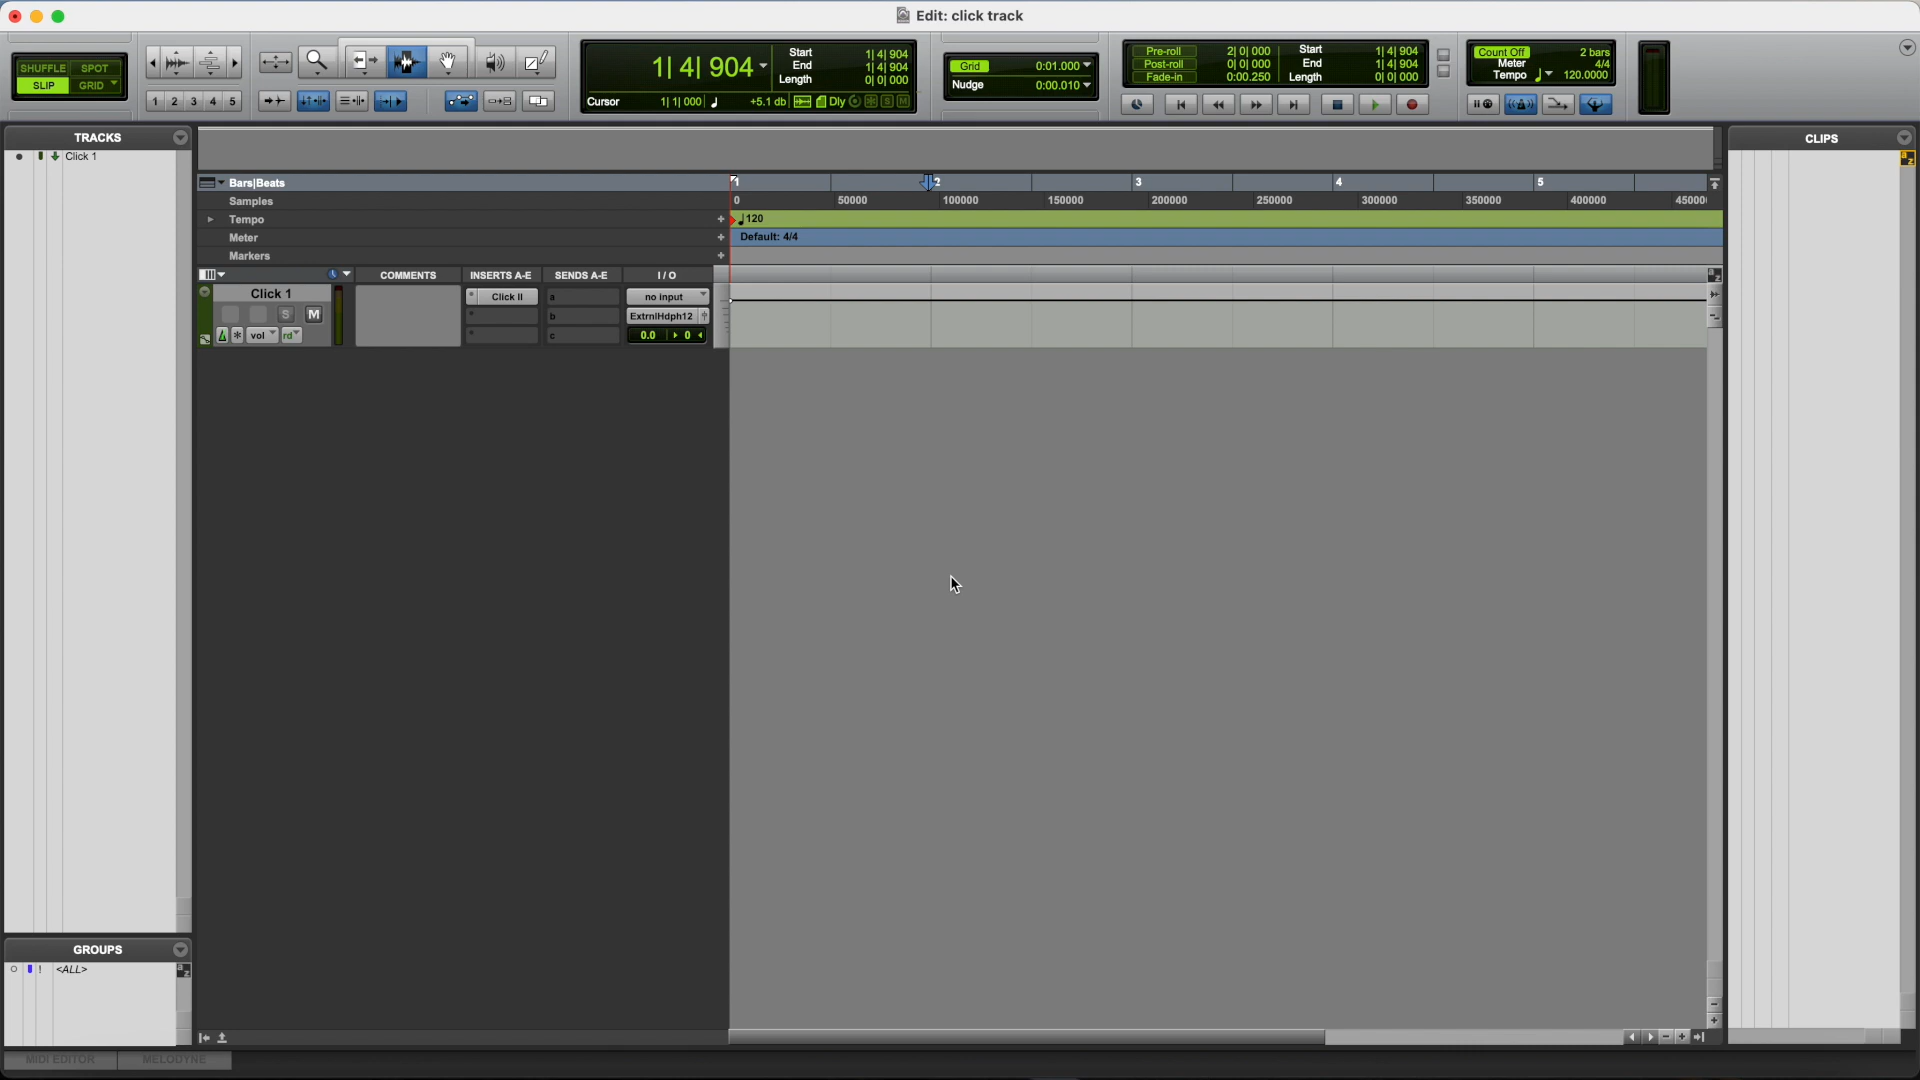 Edit: click track
SHUFFLE SPOT
SLIP GRID
1 2 3 4 5
1| 4| 904
Start 1| 4| 904
End 1| 4| 904
Length 0| 0| 000
Cursor 1| 1| 000 +5.1 db Dly S M
Grid 0:01.000
Nudge 0:00.010
Pre-roll 2| 0| 000 Start 1| 4| 904
Post-roll 0| 0| 000 End 1| 4| 904
Fade-in 0:00.250 Length 0| 0| 000
Count Off 2 bars
Meter 4/4
Tempo 120.0000
TRACKS
Click 1
CLIPS
Bars|Beats 1 2 3 4 5
Samples 0 50000 100000 150000 200000 250000 300000 350000 400000 45000
Tempo + 120
Meter + Default: 4/4
Markers +
COMMENTS INSERTS A-E SENDS A-E I / O
Click 1 Click II a no input
S M b ExtrnlHdph12
* vol rd c 0.0 0
GROUPS
! <ALL>
a z
MIDI EDITOR MELODYNE